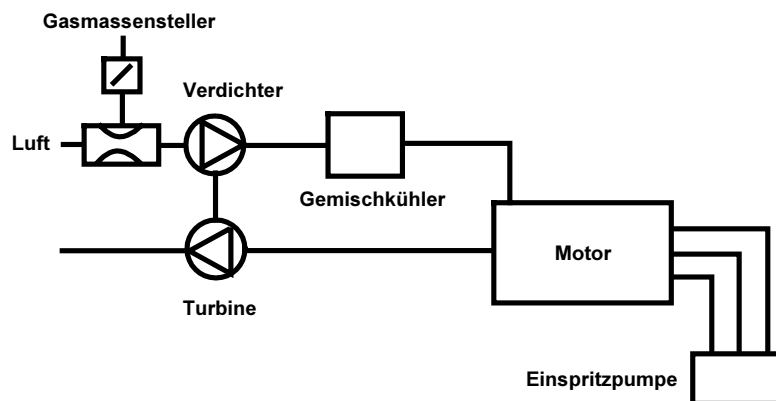 Gasmassensteller
Verdichter
Luft
Gemischkühler
Motor
Turbine
Einspritzpumpe